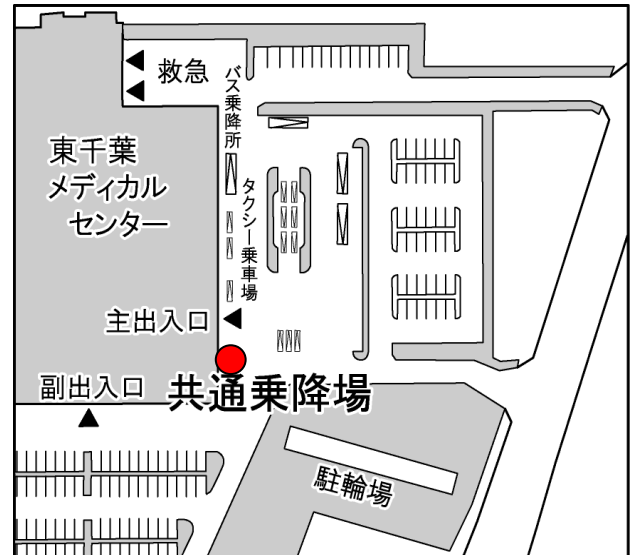 救急
バス乗降所
東千葉
メディカル
センター
タクシー乗車場
主出入口
共通乗降場
副出入口
駐輪場